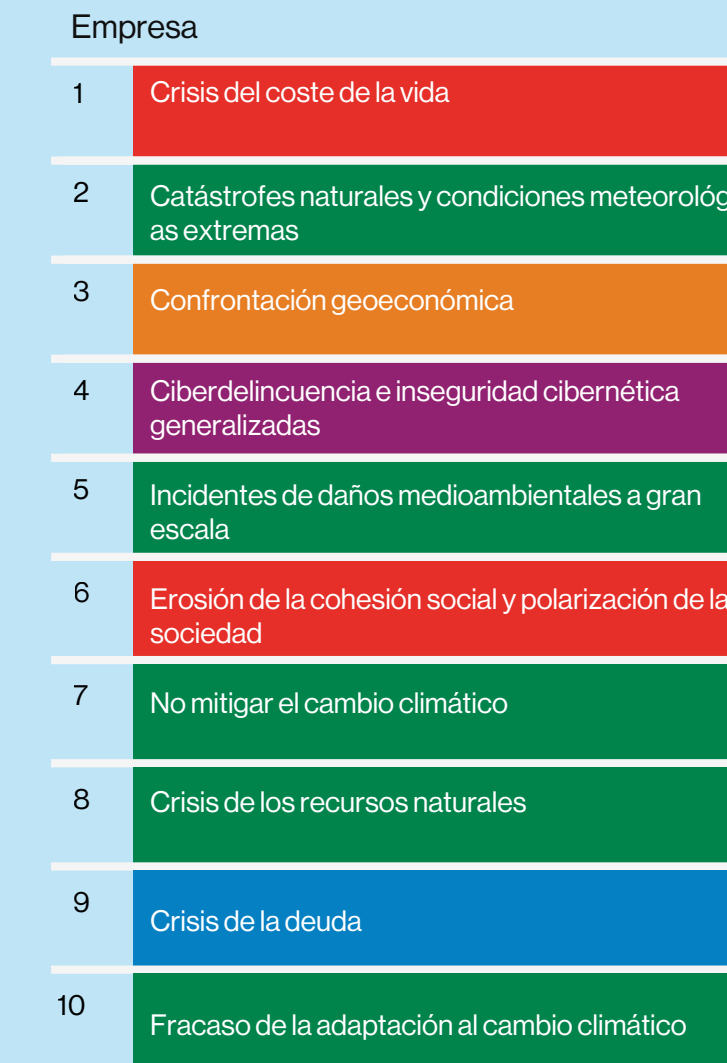 Empresa
1
Crisis del coste de la vida
2
Catástrofes naturales y condiciones meteorológ
as extremas
3
Confrontación geoeconómica
4
Ciberdelincuencia e inseguridad cibernética
generalizadas
5
Incidentes de daños medioambientales a gran
escala
6
Erosión de la cohesión social y polarización de la
sociedad
7
No mitigar el cambio climático
8
Crisis de los recursos naturales
9
Crisis de la deuda
10
Fracaso de la adaptación al cambio climático